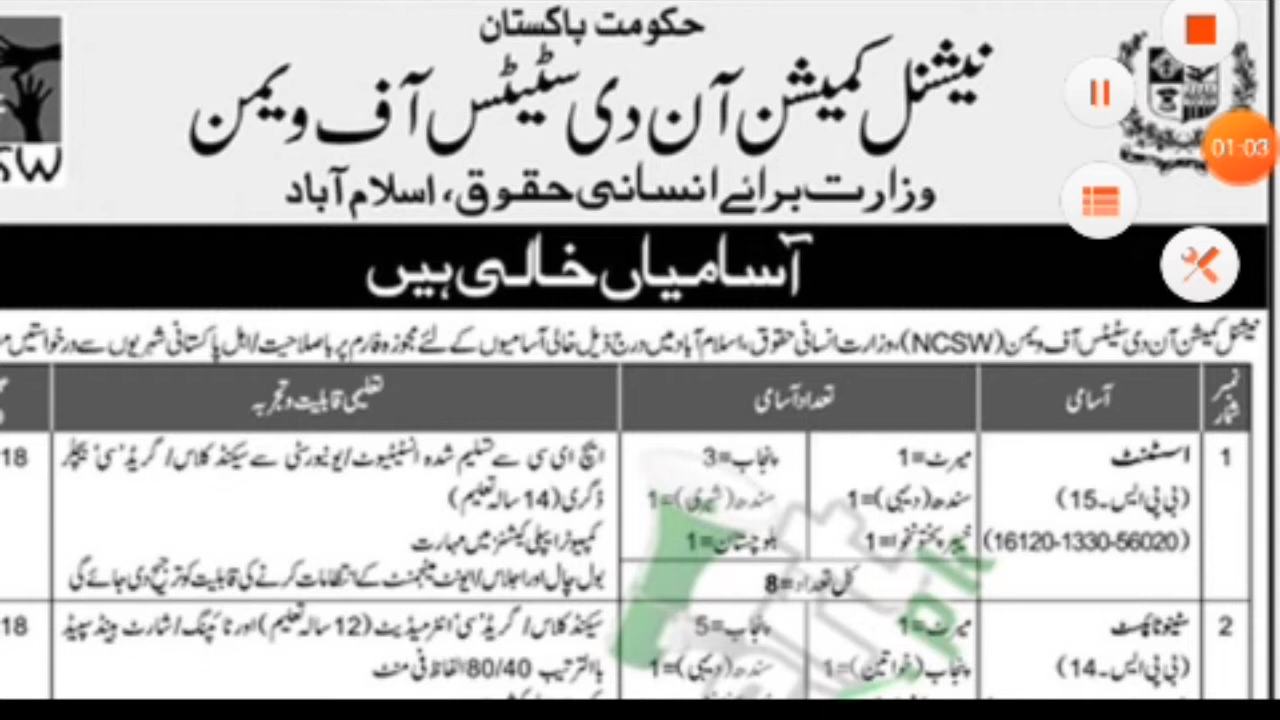 حکومت پاکستان
نیشنل کمیشن آن دی سٹیٹس آف ویمن
وزارت برائے انسانی حقوق، اسلام آباد
01:03
آسامیاں خالی ہیں
نیشنل کمیشن آن دی سٹیٹس آف ویمن (NCSW)، وزارت انسانی حقوق، اسلام آباد میں درج ذیل خالی آسامیوں کے لئے مجوزہ فارم پر باصلاحیت/اہل پاکستانی شہریوں سے درخواستیں
نمبر شمار آسامی تعداد آسامی تعلیمی قابلیت و تجربہ
1 اسسٹنٹ میرٹ=1 پنجاب=3 ایچ ای سی سے تسلیم شدہ انسٹیٹیوٹ/یونیورسٹی سے سیکنڈ کلاس/گریڈ 'سی' بیچلر 18
(بی پی ایس۔15) سندھ(دیہی)=1 سندھ(شہری)=1 ڈگری(14 سالہ تعلیم)
(16120-1330-56020) خیبرپختونخوا=1 بلوچستان=1 کمپیوٹر ایپلی کیشنز میں مہارت
کل تعداد=8 بول چال اور اجلاس/ایونٹ مینجمنٹ کے انتظامات کرنے کی قابلیت کو ترجیح دی جائے گی
2 سٹینوٹائپسٹ میرٹ=1 پنجاب=5 سیکنڈ کلاس/گریڈ 'سی' انٹرمیڈیٹ (12 سالہ تعلیم) اور ٹائپنگ/شارٹ ہینڈ سپیڈ 18
(بی پی ایس۔14) پنجاب(خواتین)=1 سندھ(دیہی)=1 بالترتیب 80/40 الفاظ فی منٹ